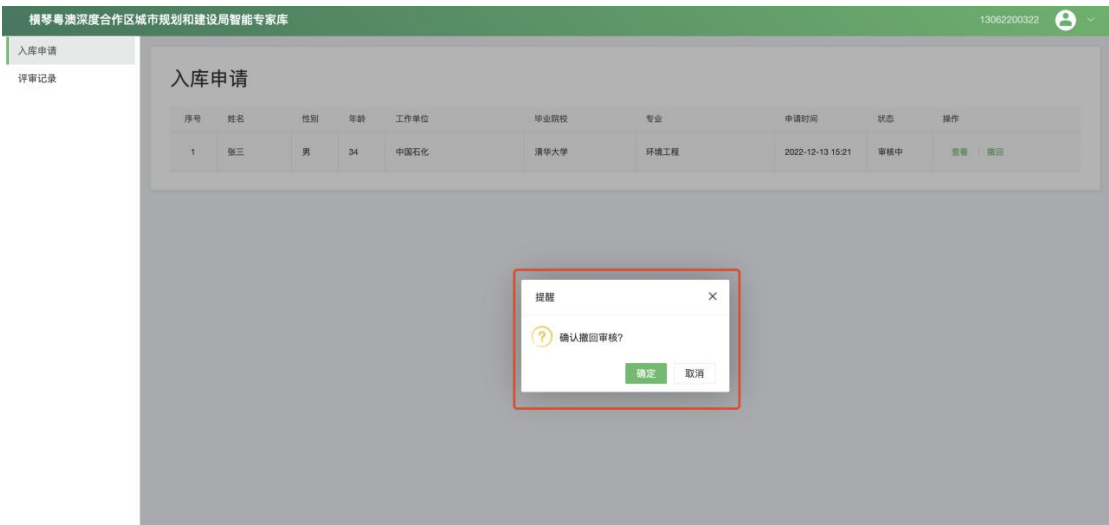 横琴粤澳深度合作区城市规划和建设局智能专家库 13062200322
入库申请
评审记录
入库申请
序号 姓名 性别 年龄 工作单位 毕业院校 专业 申请时间 状态 操作
1 张三 男 34 中国石化 清华大学 环境工程 2022-12-13 15:21 审核中 查看 撤回
提醒
确认撤回审核?
确定 取消